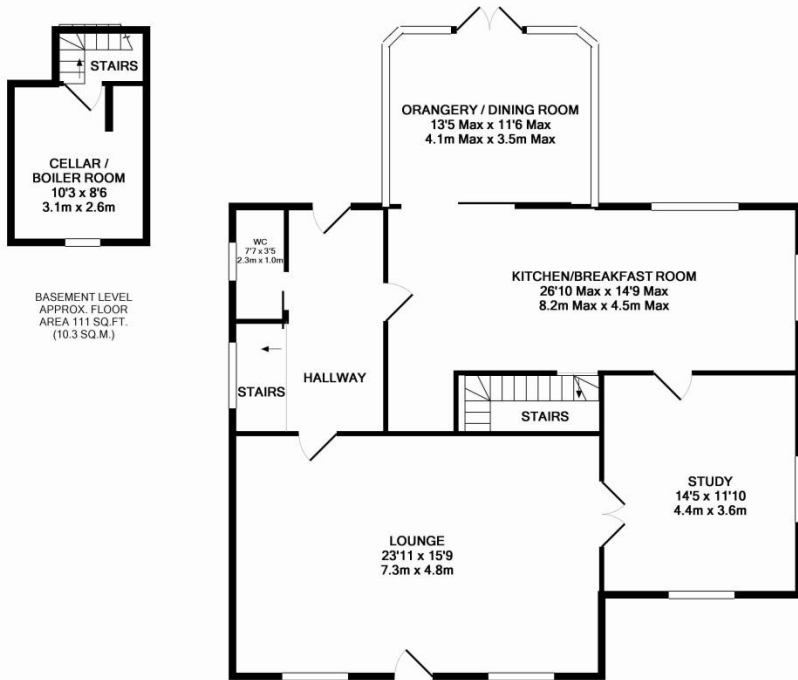 STAIRS
CELLAR /
BOILER ROOM
10'3 x 8'6
3.1m x 2.6m
BASEMENT LEVEL
APPROX. FLOOR
AREA 111 SQ.FT.
(10.3 SQ.M.)
ORANGERY / DINING ROOM
13'5 Max x 11'6 Max
4.1m Max x 3.5m Max
WC
7'7 x 3'5
2.3m x 1.0m
KITCHEN/BREAKFAST ROOM
26'10 Max x 14'9 Max
8.2m Max x 4.5m Max
STAIRS
HALLWAY
STAIRS
STUDY
14'5 x 11'10
4.4m x 3.6m
LOUNGE
23'11 x 15'9
7.3m x 4.8m